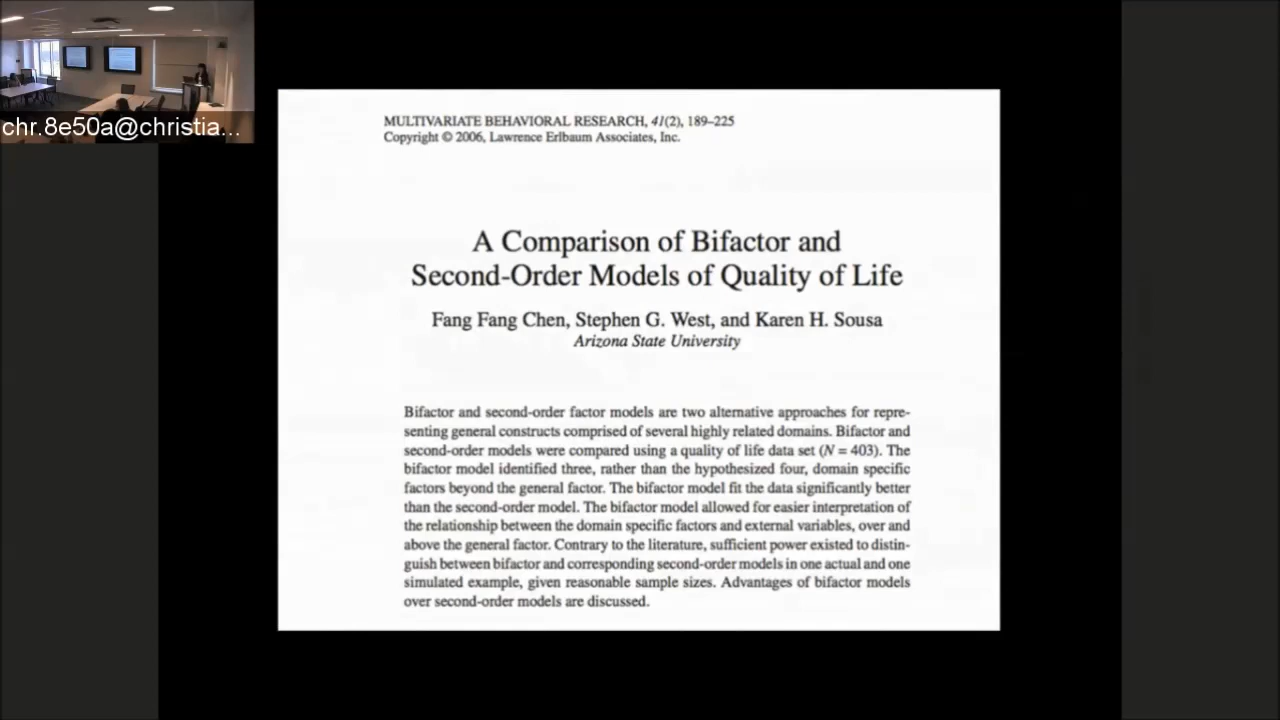 chr.8e50a@christia...
MULTIVARIATE BEHAVIORAL RESEARCH, 41(2), 189–225
Copyright © 2006, Lawrence Erlbaum Associates, Inc.
A Comparison of Bifactor and
Second-Order Models of Quality of Life
Fang Fang Chen, Stephen G. West, and Karen H. Sousa
Arizona State University
Bifactor and second-order factor models are two alternative approaches for repre-
senting general constructs comprised of several highly related domains. Bifactor and
second-order models were compared using a quality of life data set (N = 403). The
bifactor model identified three, rather than the hypothesized four, domain specific
factors beyond the general factor. The bifactor model fit the data significantly better
than the second-order model. The bifactor model allowed for easier interpretation of
the relationship between the domain specific factors and external variables, over and
above the general factor. Contrary to the literature, sufficient power existed to distin-
guish between bifactor and corresponding second-order models in one actual and one
simulated example, given reasonable sample sizes. Advantages of bifactor models
over second-order models are discussed.